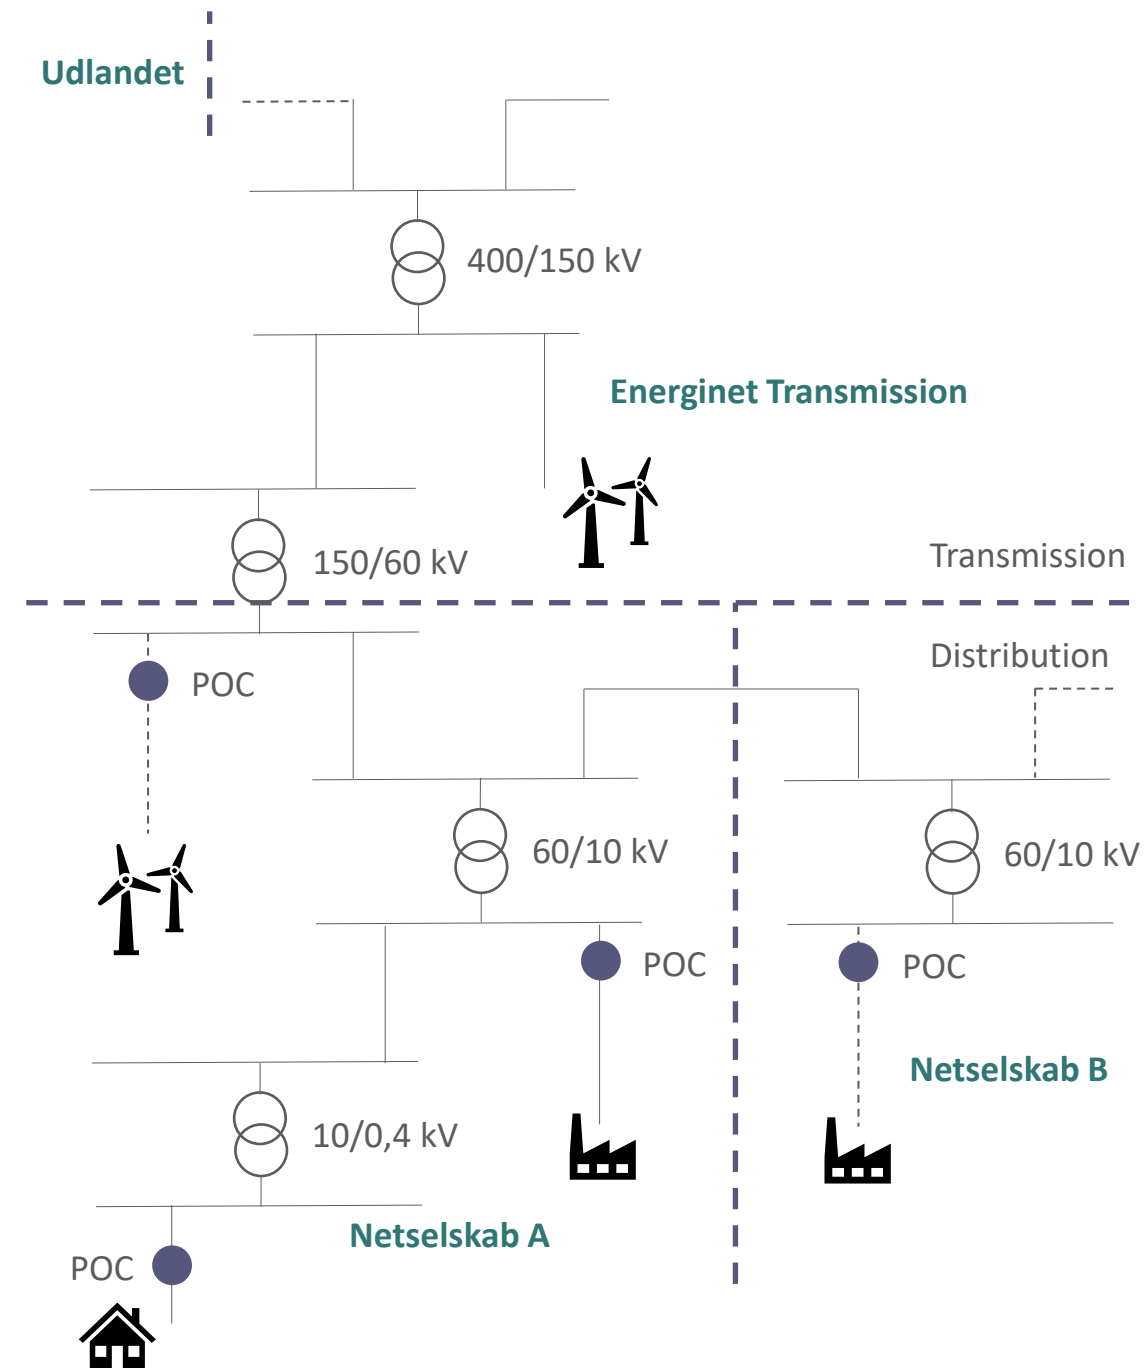 Udlandet
400/150 kV
Energinet Transmission
150/60 kV
Transmission
Distribution
POC
60/10 kV
60/10 kV
POC
POC
Netselskab B
10/0,4 kV
Netselskab A
POC